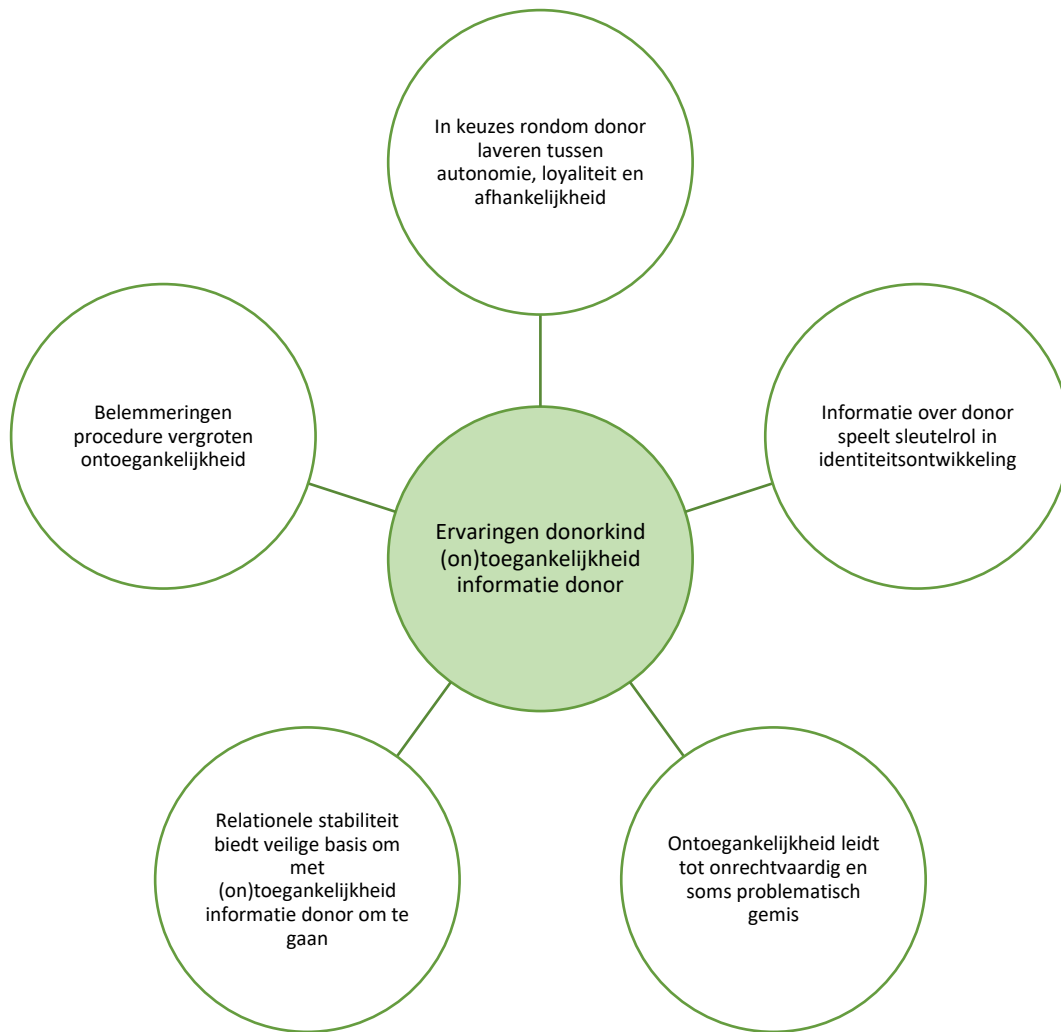 In keuzes rondom donor
laveren tussen
autonomie, loyaliteit en
afhankelijkheid
Belemmeringen
procedure vergroten
ontoegankelijkheid
Informatie over donor
speelt sleutelrol in
identiteitsontwikkeling
Ervaringen donorkind
(on)toegankelijkheid
informatie donor
Relationele stabiliteit
biedt veilige basis om
met
(on)toegankelijkheid
informatie donor om te
gaan
Ontoegankelijkheid leidt
tot onrechtvaardig en
soms problematisch
gemis